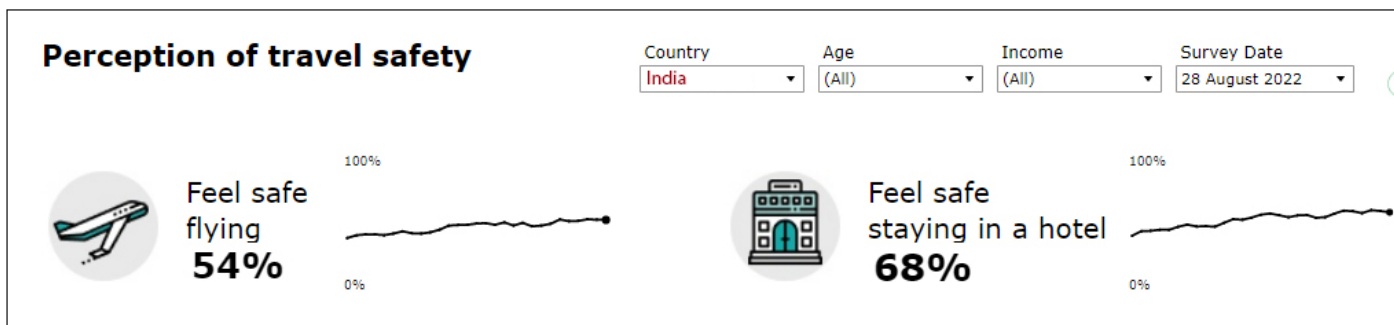 Perception of travel safety
Country
Age
Income
Survey Date
India
(All)
(All)
28 August 2022
100%
Feel safe
flying
54%
0%
100%
Feel safe
staying in a hotel
68%
0%